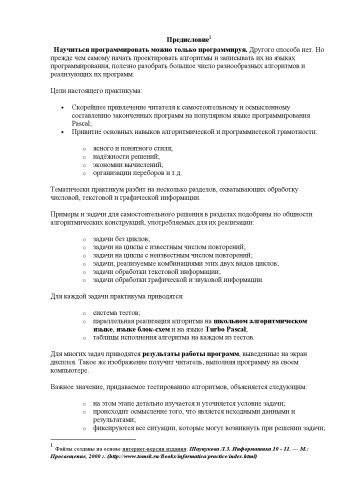 Предисловие1
Научиться программировать можно только программируя. Другого способа нет. Но
прежде чем самому начать проектировать алгоритмы и записывать их на языках
программирования, полезно разобрать большое число разнообразных алгоритмов и
реализующих их программ.
Цели настоящего практикума:
• Скорейшее привлечение читателя к самостоятельному и осмысленному
составлению законченных программ на популярном языке программирования
Pascal;
• Привитие основных навыков алгоритмической и программистской грамотности:
o ясного и понятного стиля;
o надёжности решений;
o экономии вычислений;
o организации переборов и т.д.
Тематически практикум разбит на несколько разделов, охватывающих обработку
числовой, текстовой и графической информации.
Примеры и задачи для самостоятельного решения в разделах подобраны по общности
алгоритмических конструкций, употребляемых для их реализации:
o задачи без циклов;
o задачи на циклы с известным числом повторений;
o задачи на циклы с неизвестным числом повторений;
o задачи, реализуемые комбинациями этих двух видов циклов;
o задачи обработки текстовой информации;
o задачи обработки графической и звуковой информации.
Для каждой задачи практикума приводятся:
o система тестов;
o параллельная реализация алгоритма на школьном алгоритмическом
языке, языке блок-схем и на языке Turbo Pascal;
o таблицы исполнения алгоритма на каждом из тестов.
Для многих задач приводятся результаты работы программ, выведенные на экран
дисплея. Такое же изображение получит читатель, выполняя программу на своем
компьютере.
Важное значение, придаваемое тестированию алгоритмов, объясняется следующим:
o на этом этапе детально изучается и уточняется условие задачи;
o происходит осмысление того, что является исходными данными и
результатами;
o фиксируются все ситуации, которые могут возникнуть при решении задачи;
1
Файлы созданы на основе интернет-версии издания: Шауцукова Л.З. Информатика 10 - 11. — М.:
Просвещение, 2000 г. (http://www.tomsk.ru/Books/informatica/practice/index.html)